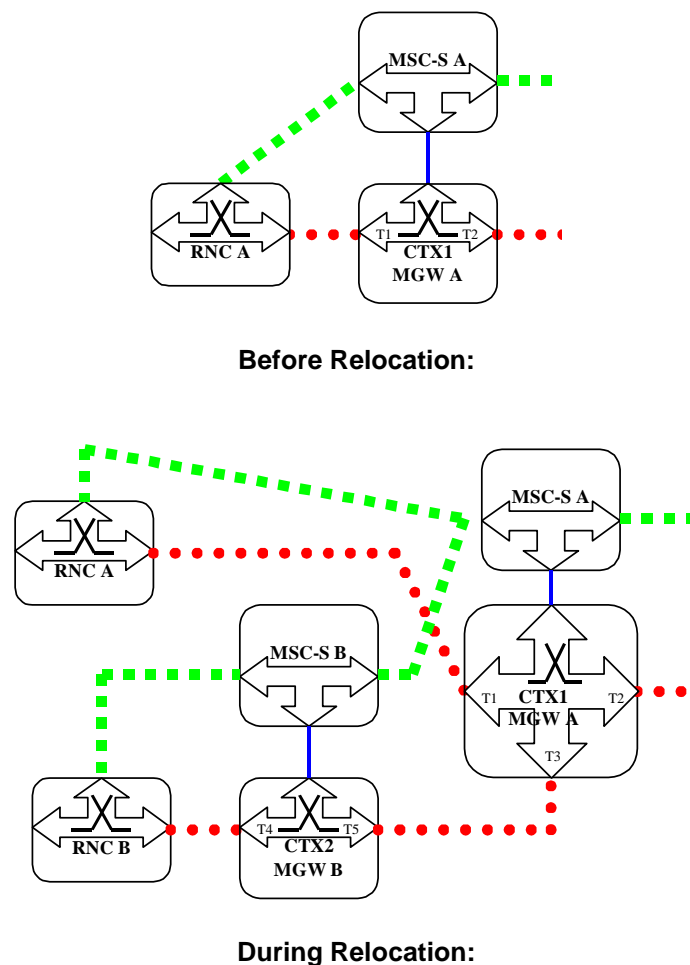 MSC-S A
T1 T2
RNC A CTX1
MGW A
Before Relocation:
MSC-S A
RNC A
MSC-S B
T1 CTX1 T2
MGW A
T3
T4 T5
RNC B CTX2
MGW B
During Relocation: